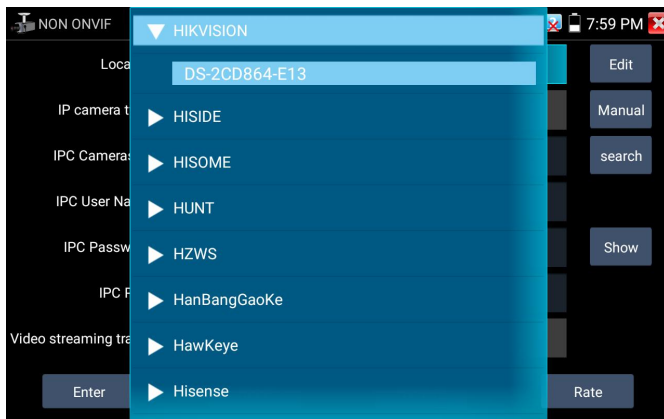 NON ONVIF
HIKVISION
7:59 PM
Loca
DS-2CD864-E13
Edit
IP camera t
HISIDE
Manual
IPC Cameras
HISOME
search
IPC User Na
HUNT
IPC Passw
HZWS
Show
IPC P
HanBangGaoKe
Video streaming tra
HawKeye
Enter
Hisense
Rate